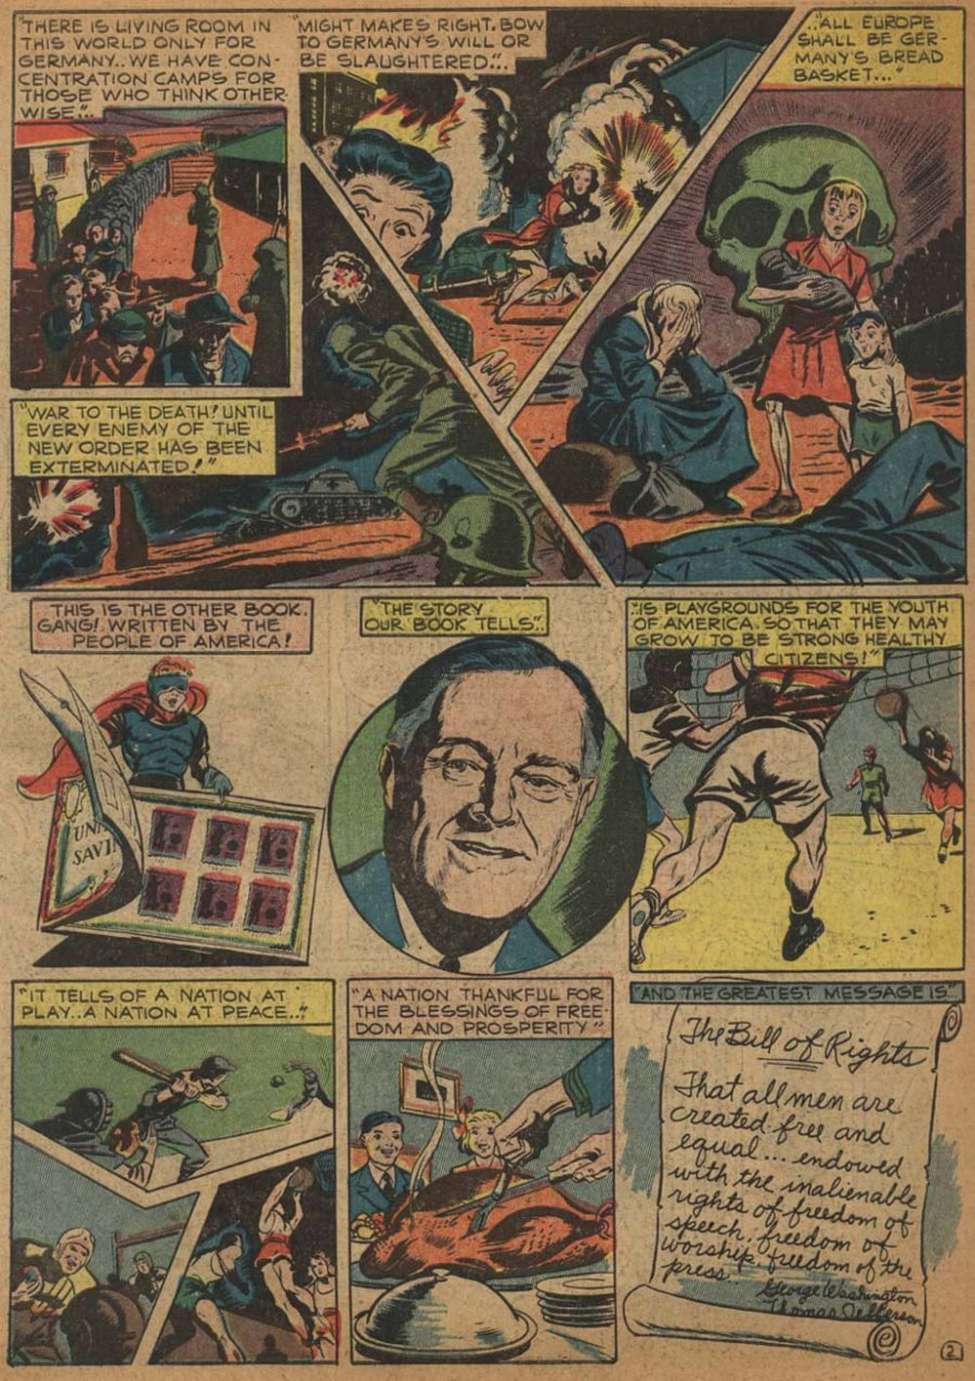 "THERE IS LIVING ROOM IN
THIS WORLD ONLY FOR
GERMANY.. WE HAVE CON-
CENTRATION CAMPS FOR
THOSE WHO THINK OTHER-
WISE."..
"MIGHT MAKES RIGHT. BOW
TO GERMANY'S WILL OR
BE SLAUGHTERED."..
..."ALL EUROPE
SHALL BE GER-
MANY'S BREAD
BASKET..."
"WAR TO THE DEATH! UNTIL
EVERY ENEMY OF THE
NEW ORDER HAS BEEN
EXTERMINATED!"
THIS IS THE OTHER BOOK,
GANG! WRITTEN BY THE
PEOPLE OF AMERICA!
SAVI
"THE STORY
OUR BOOK TELLS"..
"..IS PLAYGROUNDS FOR THE YOUTH
OF AMERICA. SO THAT THEY MAY
GROW TO BE STRONG HEALTHY
CITIZENS!"
"IT TELLS OF A NATION AT
PLAY.. A NATION AT PEACE.."
"A NATION THANKFUL FOR
THE BLESSINGS OF FREE-
DOM AND PROSPERITY"
"AND THE GREATEST MESSAGE IS"
The Bill of Rights
That all men are
created free and
equal... endowed
with the inalienable
rights of freedom of
speech, freedom of
worship, freedom of the
press.
George Washington
Thomas Jefferson
2